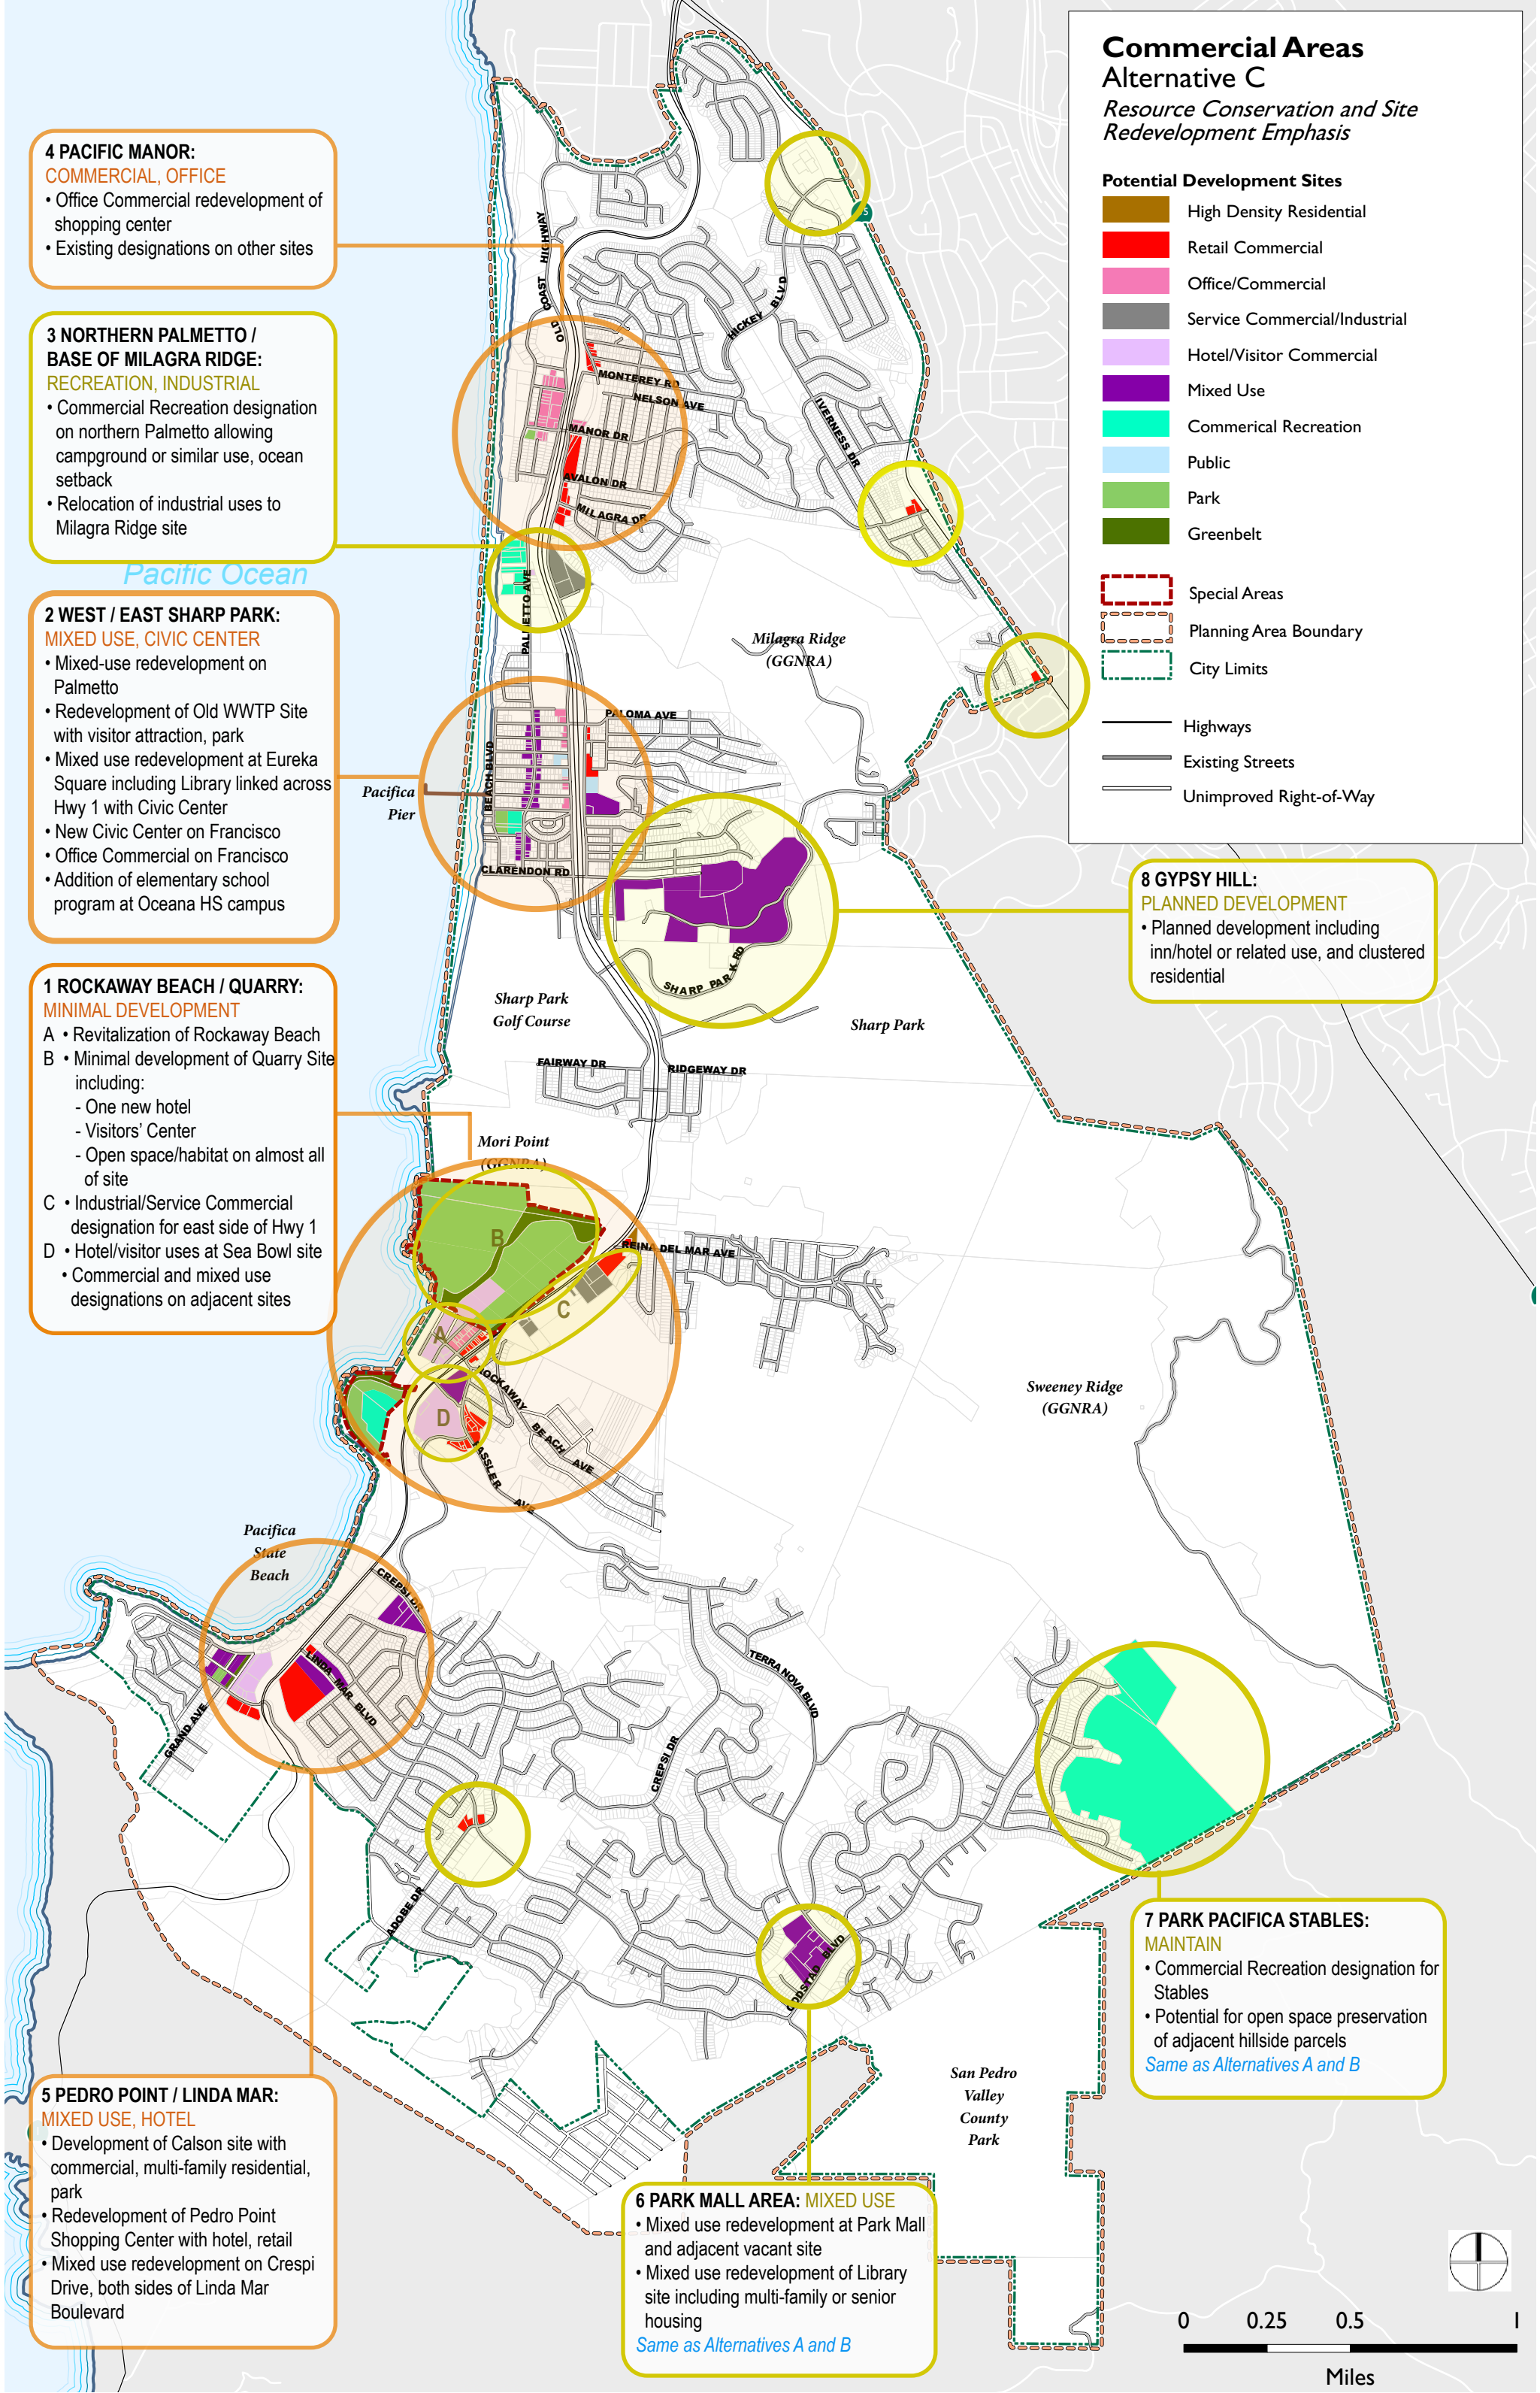 Commercial Areas
Alternative C
Resource Conservation and Site
Redevelopment Emphasis
Potential Development Sites
High Density Residential
Retail Commercial
Office/Commercial
Service Commercial/Industrial
Hotel/Visitor Commercial
Mixed Use
Commerical Recreation
Public
Park
Greenbelt
Special Areas
Planning Area Boundary
City Limits
Highways
Existing Streets
Unimproved Right-of-Way
4 PACIFIC MANOR:
COMMERCIAL, OFFICE
• Office Commercial redevelopment of
shopping center
• Existing designations on other sites
3 NORTHERN PALMETTO /
BASE OF MILAGRA RIDGE:
RECREATION, INDUSTRIAL
• Commercial Recreation designation
on northern Palmetto allowing
campground or similar use, ocean
setback
• Relocation of industrial uses to
Milagra Ridge site
Pacific Ocean
2 WEST / EAST SHARP PARK:
MIXED USE, CIVIC CENTER
• Mixed-use redevelopment on
Palmetto
• Redevelopment of Old WWTP Site
with visitor attraction, park
• Mixed use redevelopment at Eureka
Square including Library linked across
Hwy 1 with Civic Center
• New Civic Center on Francisco
• Office Commercial on Francisco
• Addition of elementary school
program at Oceana HS campus
1 ROCKAWAY BEACH / QUARRY:
MINIMAL DEVELOPMENT
A • Revitalization of Rockaway Beach
B • Minimal development of Quarry Site
including:
- One new hotel
- Visitors' Center
- Open space/habitat on almost all
of site
C • Industrial/Service Commercial
designation for east side of Hwy 1
D • Hotel/visitor uses at Sea Bowl site
• Commercial and mixed use
designations on adjacent sites
OLD COAST HIGHWAY
HICKEY BLVD
MONTEREY RD
NELSON AVE
MANOR DR
IVERNESS DR
AVALON DR
MILAGRA DR
PALMETTO AVE
Milagra Ridge
(GGNRA)
PALOMA AVE
BEACH BLVD
Pacifica
Pier
CLARENDON RD
SHARP PARK RD
8 GYPSY HILL:
PLANNED DEVELOPMENT
• Planned development including
inn/hotel or related use, and clustered
residential
Sharp Park
Golf Course
Sharp Park
FAIRWAY DR
RIDGEWAY DR
Mori Point
(GGNRA)
B
REINA DEL MAR AVE
C
A
D
ROCKAWAY BEACH AVE
FASSLER AVE
Sweeney Ridge
(GGNRA)
Pacifica
State
Beach
CREPSI DR
LINDA MAR BLVD
GRAND AVE
TERRA NOVA BLVD
CREPSI DR
ADOBE DR
ODSTAD BLVD
7 PARK PACIFICA STABLES:
MAINTAIN
• Commercial Recreation designation for
Stables
• Potential for open space preservation
of adjacent hillside parcels
Same as Alternatives A and B
San Pedro
Valley
County
Park
5 PEDRO POINT / LINDA MAR:
MIXED USE, HOTEL
• Development of Calson site with
commercial, multi-family residential,
park
• Redevelopment of Pedro Point
Shopping Center with hotel, retail
• Mixed use redevelopment on Crespi
Drive, both sides of Linda Mar
Boulevard
6 PARK MALL AREA: MIXED USE
• Mixed use redevelopment at Park Mall
and adjacent vacant site
• Mixed use redevelopment of Library
site including multi-family or senior
housing
Same as Alternatives A and B
0 0.25 0.5 1
Miles